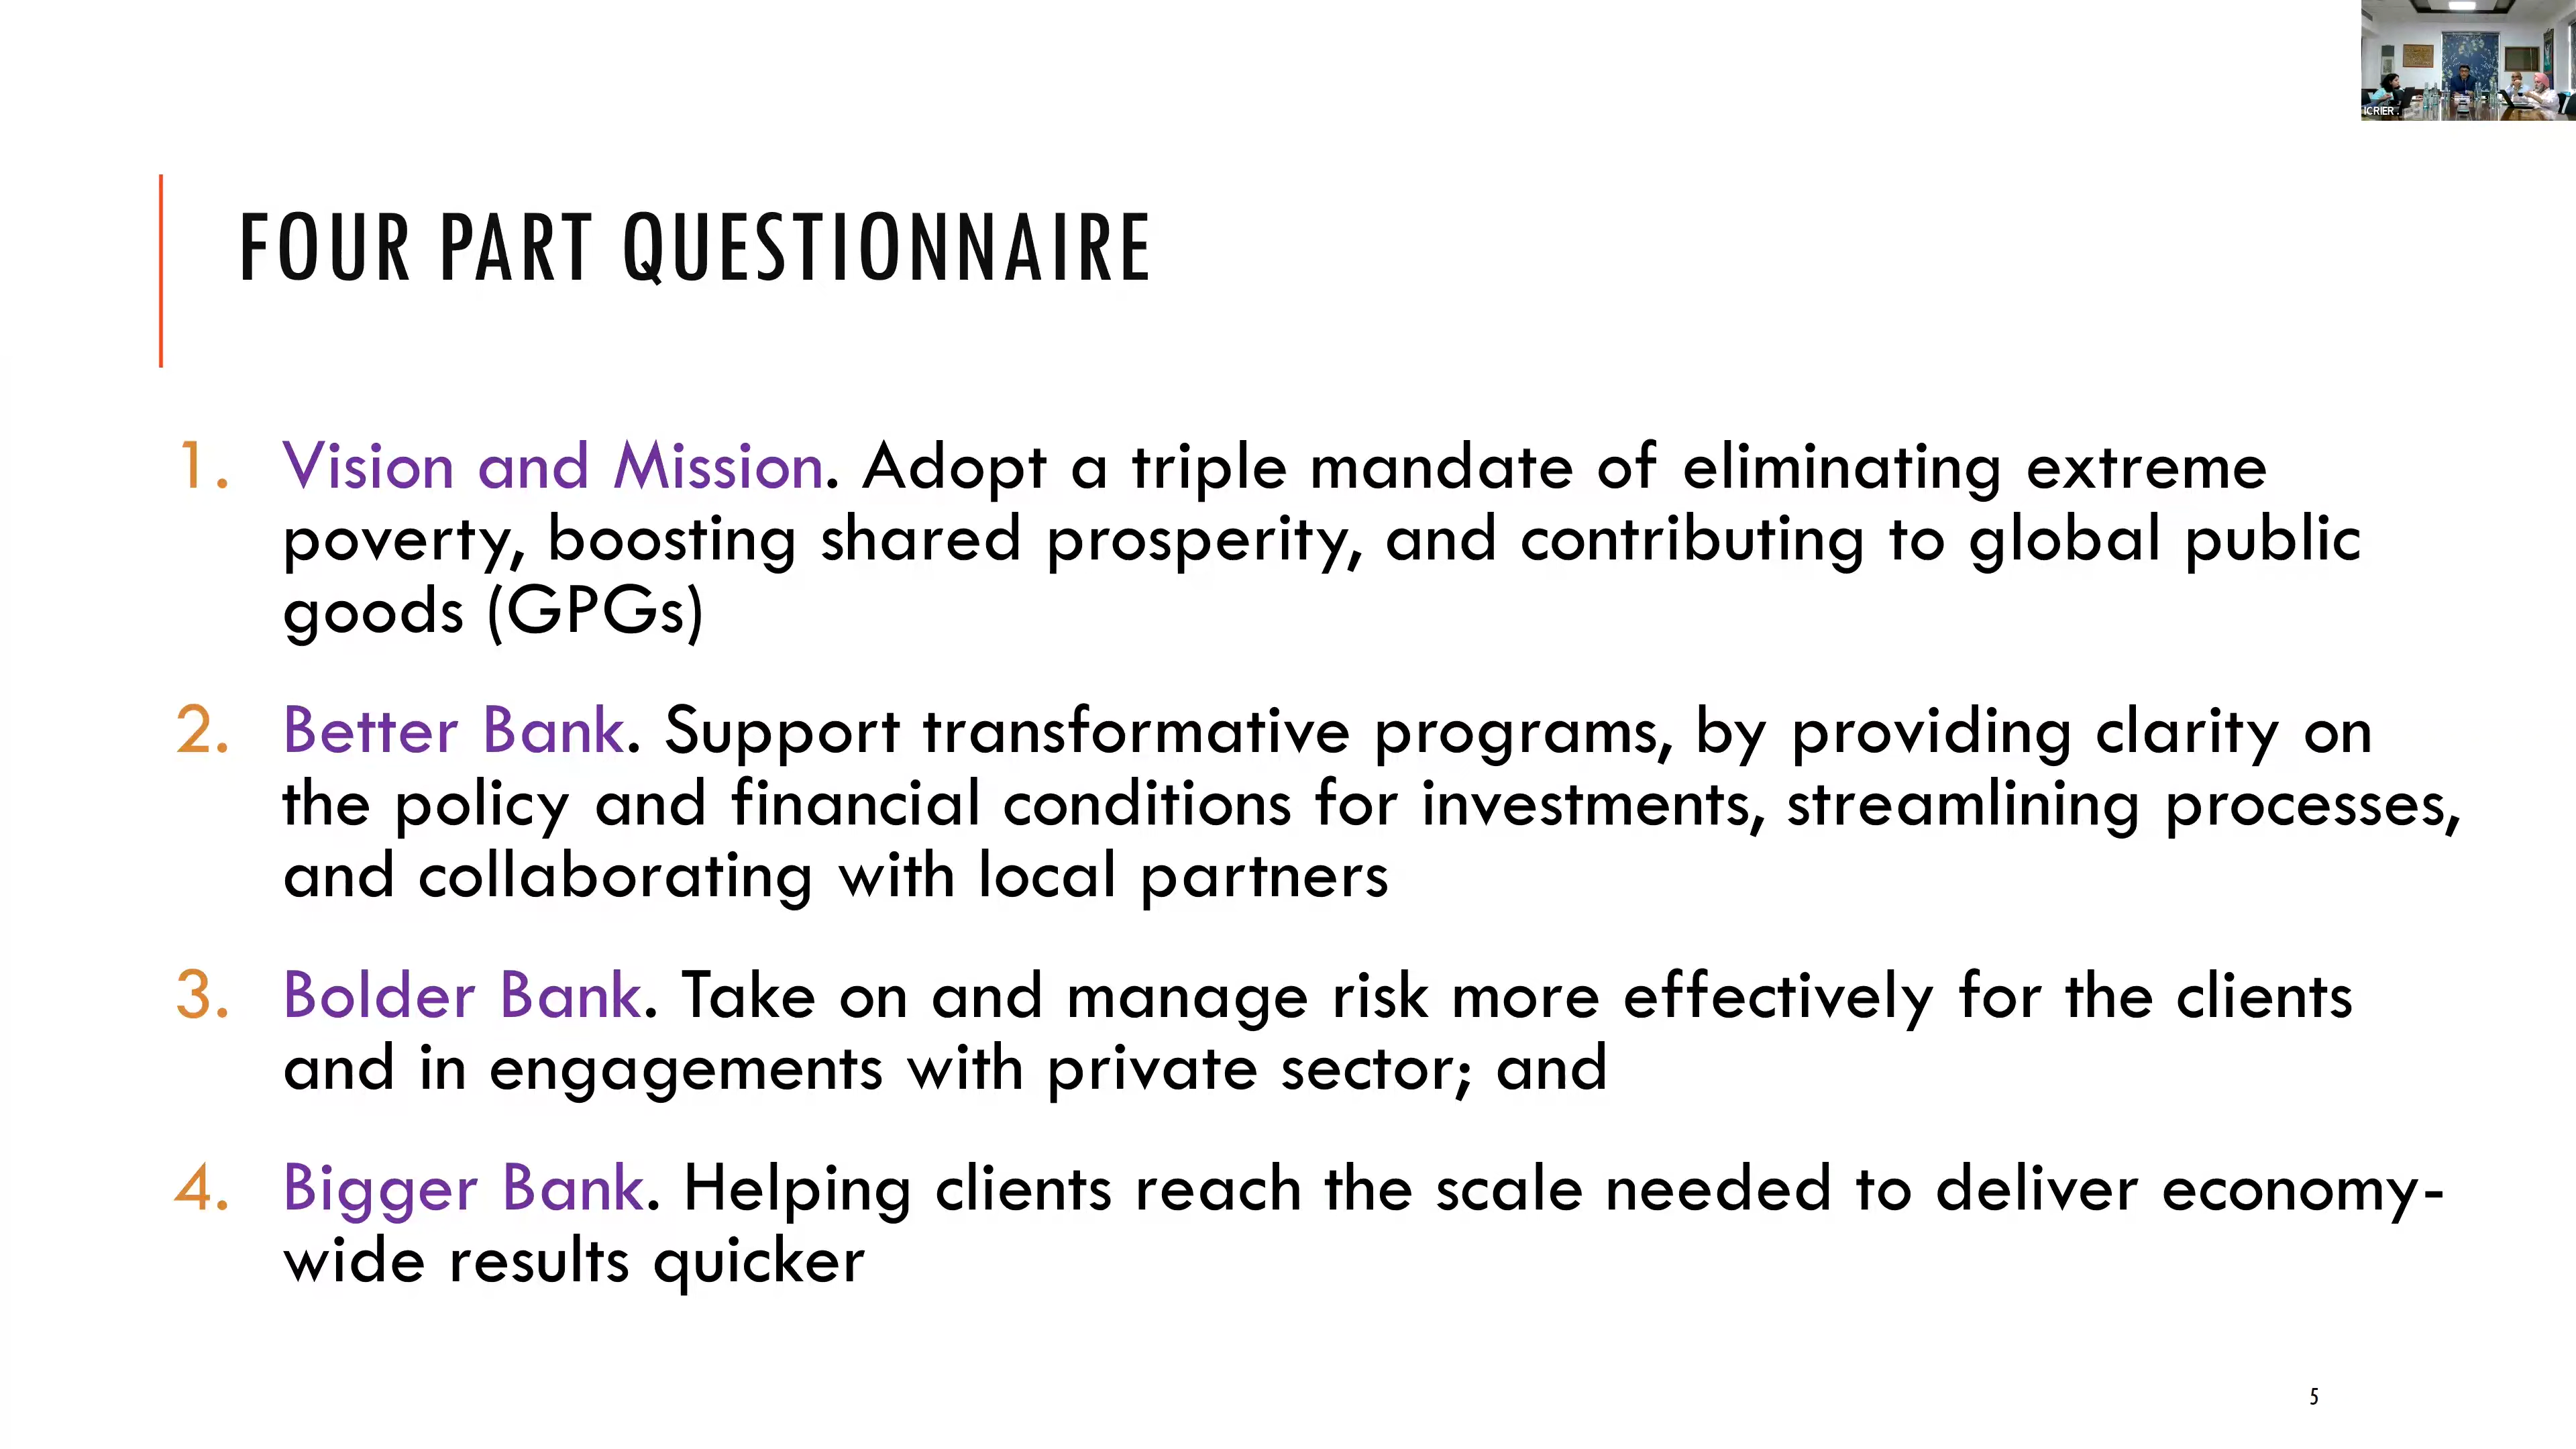 ICRIER
FOUR PART QUESTIONNAIRE
1. Vision and Mission. Adopt a triple mandate of eliminating extreme
poverty, boosting shared prosperity, and contributing to global public
goods (GPGs)
2. Better Bank. Support transformative programs, by providing clarity on
the policy and financial conditions for investments, streamlining processes,
and collaborating with local partners
3. Bolder Bank. Take on and manage risk more effectively for the clients
and in engagements with private sector; and
4. Bigger Bank. Helping clients reach the scale needed to deliver economy-
wide results quicker
5